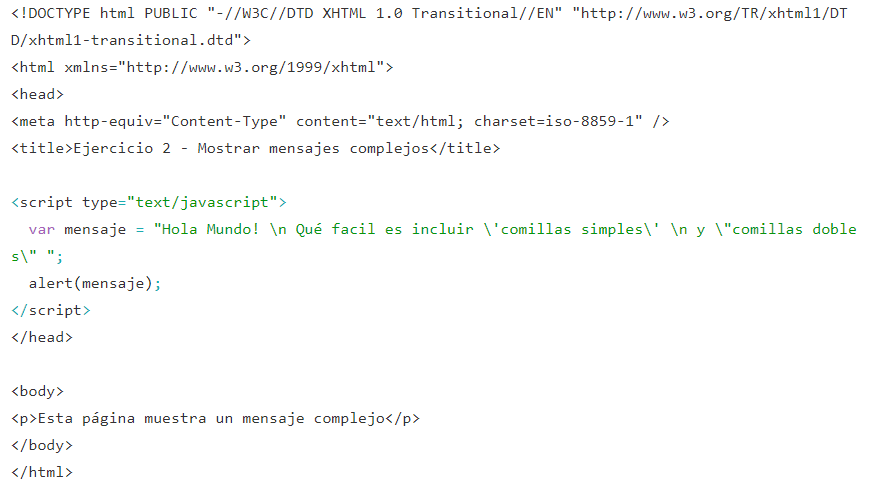 <!DOCTYPE html PUBLIC "-//W3C//DTD XHTML 1.0 Transitional//EN" "http://www.w3.org/TR/xhtml1/DT
D/xhtml1-transitional.dtd">
<html xmlns="http://www.w3.org/1999/xhtml">
<head>
<meta http-equiv="Content-Type" content="text/html; charset=iso-8859-1" />
<title>Ejercicio 2 - Mostrar mensajes complejos</title>
<script type="text/javascript">
  var mensaje = "Hola Mundo! \n Qué facil es incluir \'comillas simples\' \n y \"comillas doble
s\" ";
  alert(mensaje);
</script>
</head>
<body>
<p>Esta página muestra un mensaje complejo</p>
</body>
</html>